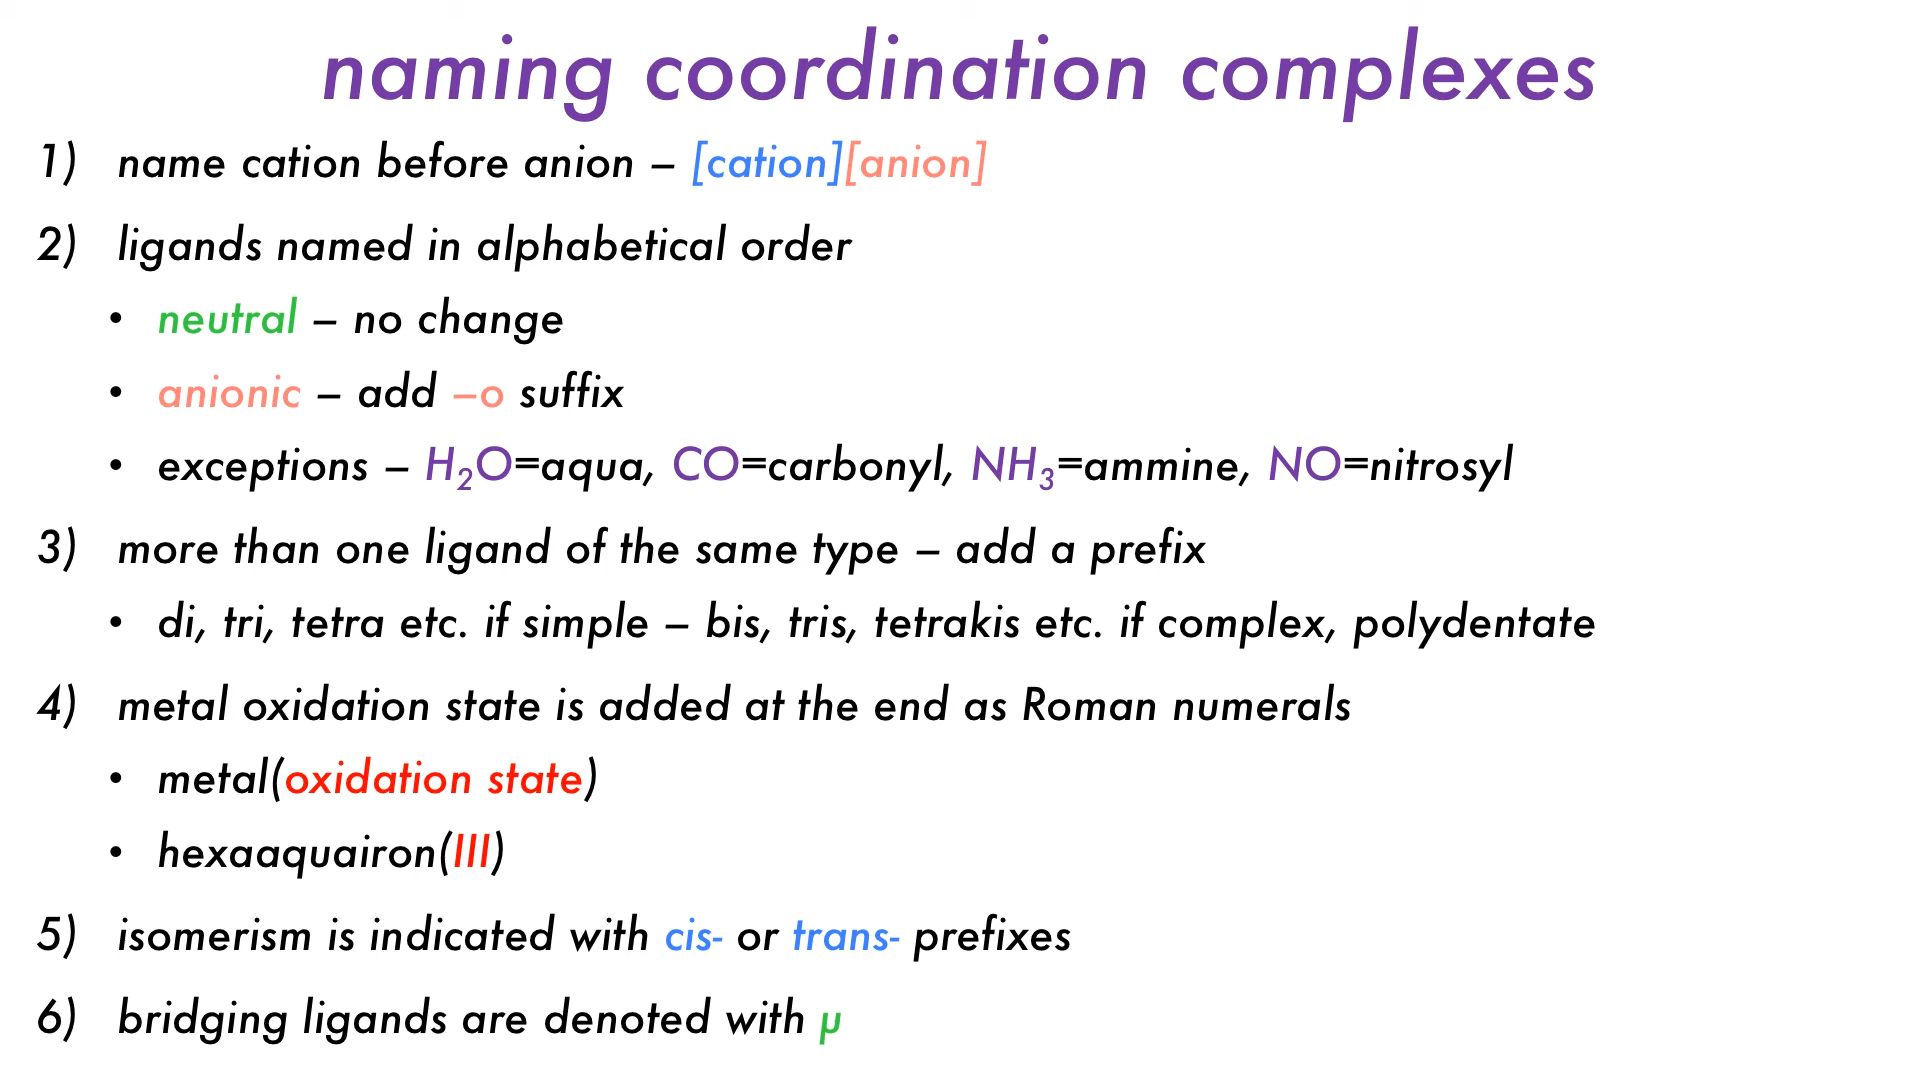 naming coordination complexes
1) name cation before anion – [cation][anion]
2) ligands named in alphabetical order
• neutral – no change
• anionic – add –o suffix
• exceptions – H₂O=aqua, CO=carbonyl, NH₃=ammine, NO=nitrosyl
3) more than one ligand of the same type – add a prefix
• di, tri, tetra etc. if simple – bis, tris, tetrakis etc. if complex, polydentate
4) metal oxidation state is added at the end as Roman numerals
• metal(oxidation state)
• hexaaquairon(III)
5) isomerism is indicated with cis- or trans- prefixes
6) bridging ligands are denoted with μ